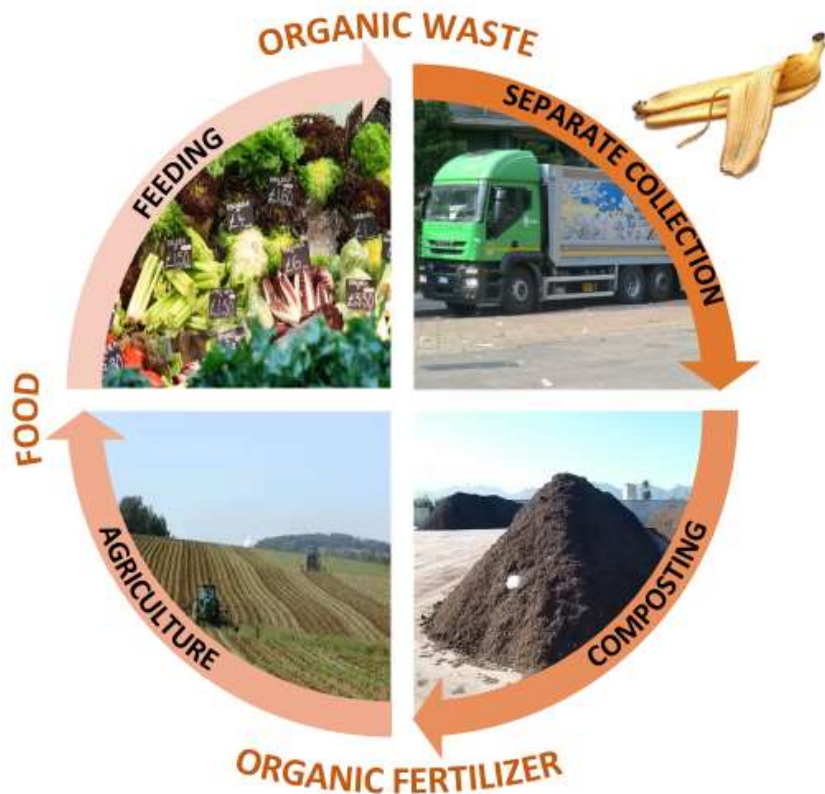 ORGANIC WASTE
FEEDING
SEPARATE COLLECTION
FOOD
AGRICULTURE
COMPOSTING
ORGANIC FERTILIZER